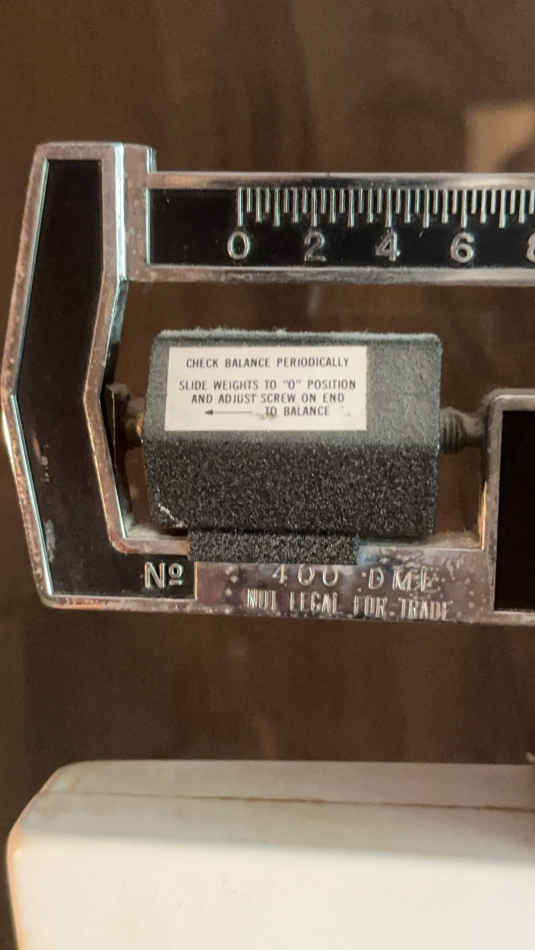 0 2 4 6 8
CHECK BALANCE PERIODICALLY
SLIDE WEIGHTS TO "0" POSITION
AND ADJUST SCREW ON END
TO BALANCE
Nº 400 DML
NOT LEGAL FOR TRADE